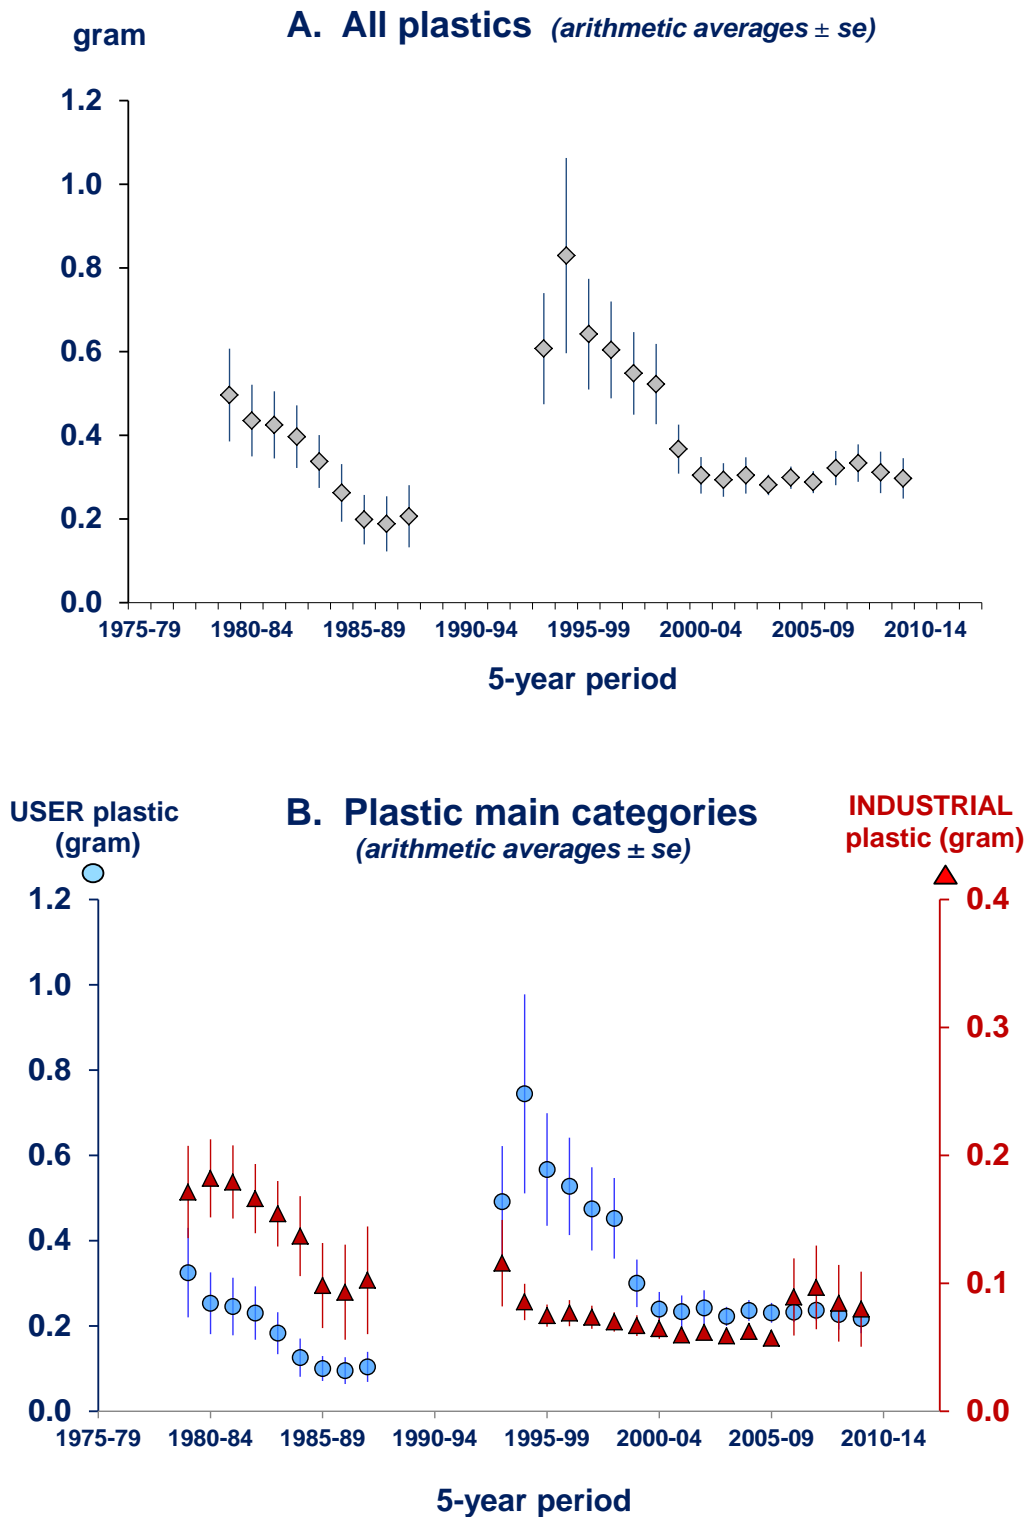 gram
A. All plastics (arithmetic averages ± se)
1.2
1.0
0.8
0.6
0.4
0.2
0.0
1975-79 1980-84 1985-89 1990-94 1995-99 2000-04 2005-09 2010-14
5-year period
USER plastic
(gram)
B. Plastic main categories
(arithmetic averages ± se)
INDUSTRIAL
plastic (gram)
1.2
1.0
0.8
0.6
0.4
0.2
0.0
0.4
0.3
0.2
0.1
0.0
1975-79 1980-84 1985-89 1990-94 1995-99 2000-04 2005-09 2010-14
5-year period